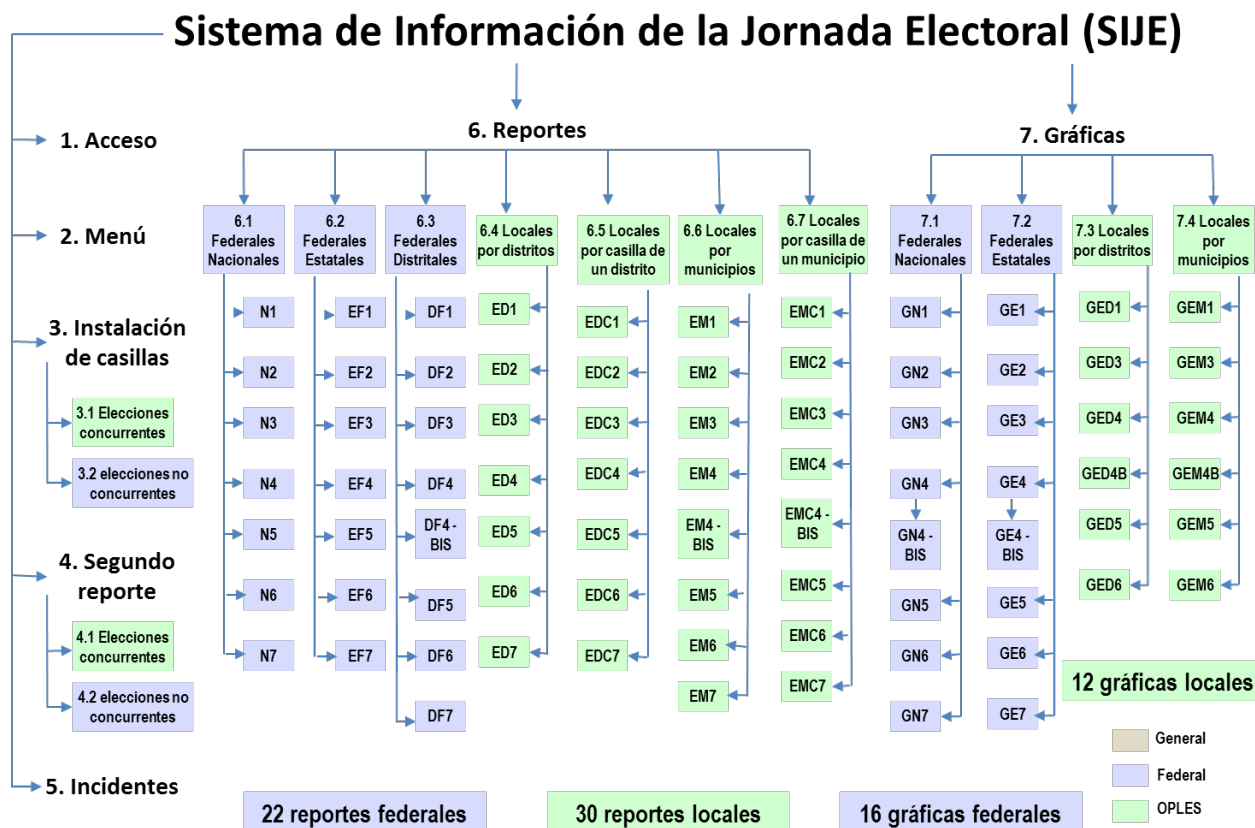 Sistema de Información de la Jornada Electoral (SIJE)
1. Acceso
2. Menú
3. Instalación
de casillas
3.1 Elecciones
concurrentes
3.2 elecciones no
concurrentes
4. Segundo
reporte
4.1 Elecciones
concurrentes
4.2 elecciones no
concurrentes
5. Incidentes
6. Reportes
6.1
Federales
Nacionales
N1
N2
N3
N4
N5
N6
N7
6.2
Federales
Estatales
EF1
EF2
EF3
EF4
EF5
EF6
EF7
6.3
Federales
Distritales
DF1
DF2
DF3
DF4
DF4 -
BIS
DF5
DF6
DF7
6.4 Locales
por distritos
ED1
ED2
ED3
ED4
ED5
ED6
ED7
6.5 Locales
por casilla de
un distrito
EDC1
EDC2
EDC3
EDC4
EDC5
EDC6
EDC7
6.6 Locales
por
municipios
EM1
EM2
EM3
EM4
EM4 -
BIS
EM5
EM6
EM7
6.7 Locales
por casilla de
un municipio
EMC1
EMC2
EMC3
EMC4
EMC4 -
BIS
EMC5
EMC6
EMC7
7. Gráficas
7.1
Federales
Nacionales
GN1
GN2
GN3
GN4
GN4 -
BIS
GN5
GN6
GN7
7.2
Federales
Estatales
GE1
GE2
GE3
GE4
GE4 -
BIS
GE5
GE6
GE7
7.3 Locales
por distritos
GED1
GED3
GED4
GED4B
GED5
GED6
7.4 Locales
por
municipios
GEM1
GEM3
GEM4
GEM4B
GEM5
GEM6
12 gráficas locales
General
Federal
OPLES
22 reportes federales
30 reportes locales
16 gráficas federales